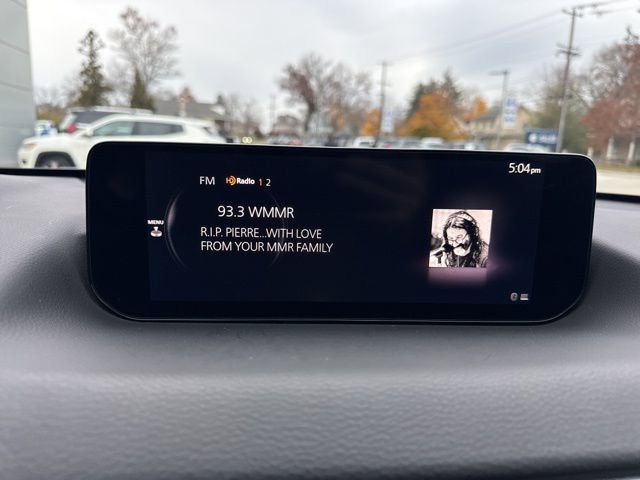 FM HD Radio 1 2
5:04pm
93.3 WMMR
MENU
R.I.P. PIERRE...WITH LOVE
FROM YOUR MMR FAMILY